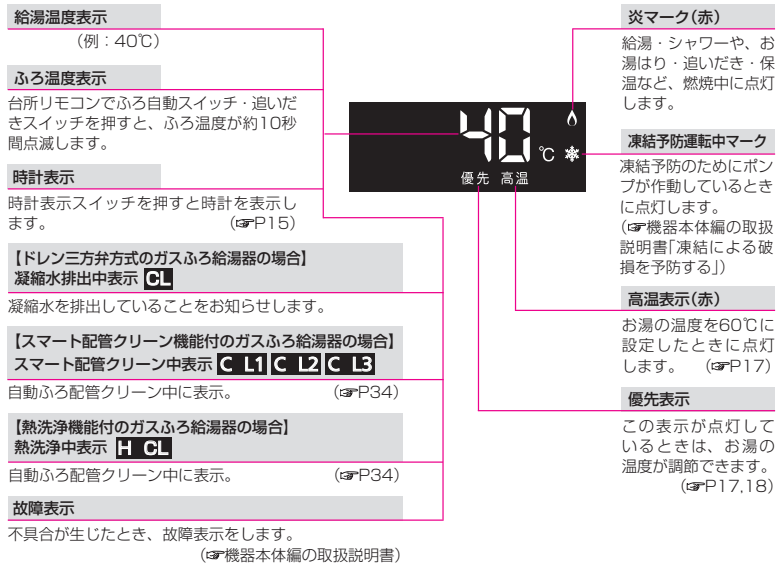 給湯温度表示
(例：40℃)
ふろ温度表示
台所リモコンでふろ自動スイッチ・追いだ
きスイッチを押すと、ふろ温度が約10秒
間点滅します。
時計表示
時計表示スイッチを押すと時計を表示し
ます。 (☞P15)
【ドレン三方弁方式のガスふろ給湯器の場合】
凝縮水排出中表示 CL
凝縮水を排出していることをお知らせします。
【スマート配管クリーン機能付のガスふろ給湯器の場合】
スマート配管クリーン中表示 C L1 C L2 C L3
自動ふろ配管クリーン中に表示。 (☞P34)
【熱洗浄機能付のガスふろ給湯器の場合】
熱洗浄中表示 H CL
自動ふろ配管クリーン中に表示。 (☞P34)
故障表示
不具合が生じたとき、故障表示をします。
(☞機器本体編の取扱説明書)
40 ℃
優先 高温
炎マーク(赤)
給湯・シャワーや、お
湯はり・追いだき・保
温など、燃焼中に点灯
します。
凍結予防運転中マーク
凍結予防のためにポン
プが作動しているとき
に点灯します。
(☞機器本体編の取扱
説明書「凍結による破
損を予防する」)
高温表示(赤)
お湯の温度を60℃に
設定したときに点灯
します。 (☞P17)
優先表示
この表示が点灯して
いるときは、お湯の
温度が調節できます。
(☞P17,18)